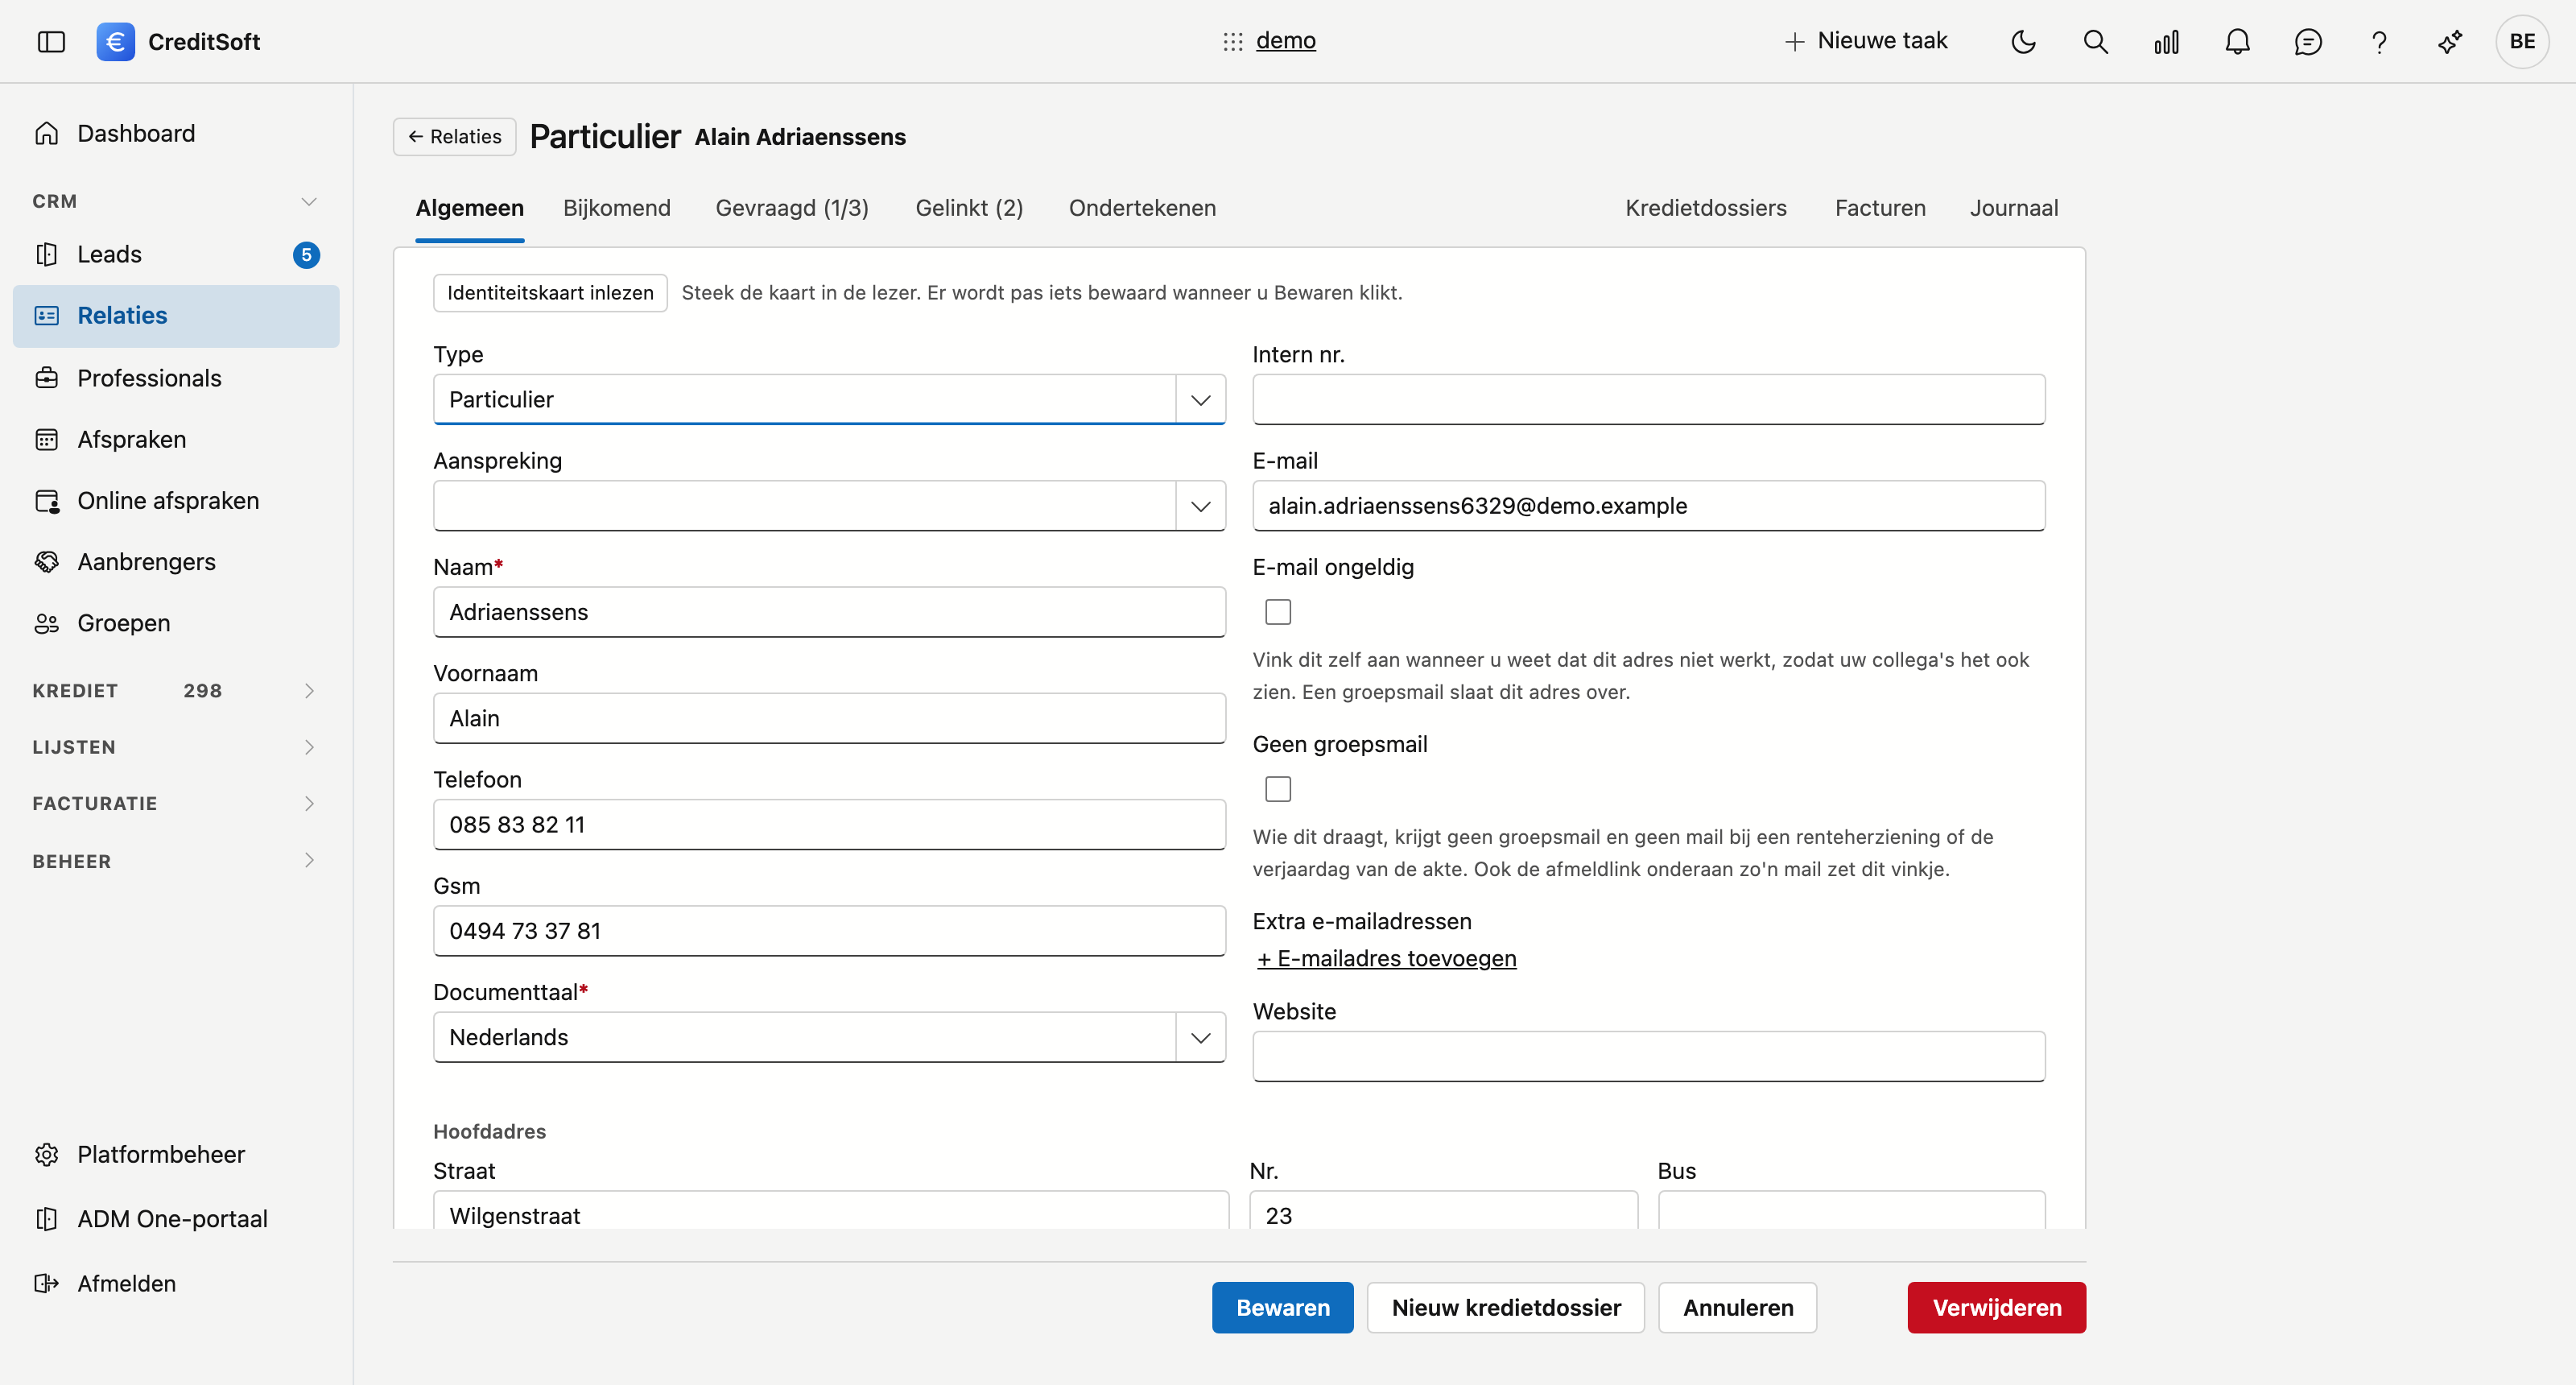 CreditSoft
demo
Nieuwe taak
BE
Dashboard
CRM
Leads
5
Relaties
Professionals
Afspraken
Online afspraken
Aanbrengers
Groepen
KREDIET 298
LIJSTEN
FACTURATIE
BEHEER
Platformbeheer
ADM One-portaal
Afmelden
← Relaties Particulier Alain Adriaenssens
Algemeen Bijkomend Gevraagd (1/3) Gelinkt (2) Ondertekenen Kredietdossiers Facturen Journaal
Identiteitskaart inlezen Steek de kaart in de lezer. Er wordt pas iets bewaard wanneer u Bewaren klikt.
Type
Particulier
Aanspreking
Naam*
Adriaenssens
Voornaam
Alain
Telefoon
085 83 82 11
Gsm
0494 73 37 81
Documenttaal*
Nederlands
Intern nr.
E-mail
alain.adriaenssens6329@demo.example
E-mail ongeldig
Vink dit zelf aan wanneer u weet dat dit adres niet werkt, zodat uw collega's het ook
zien. Een groepsmail slaat dit adres over.
Geen groepsmail
Wie dit draagt, krijgt geen groepsmail en geen mail bij een renteherziening of de
verjaardag van de akte. Ook de afmeldlink onderaan zo'n mail zet dit vinkje.
Extra e-mailadressen
+ E-mailadres toevoegen
Website
Hoofdadres
Straat Nr. Bus
Wilgenstraat 23
Bewaren Nieuw kredietdossier Annuleren Verwijderen